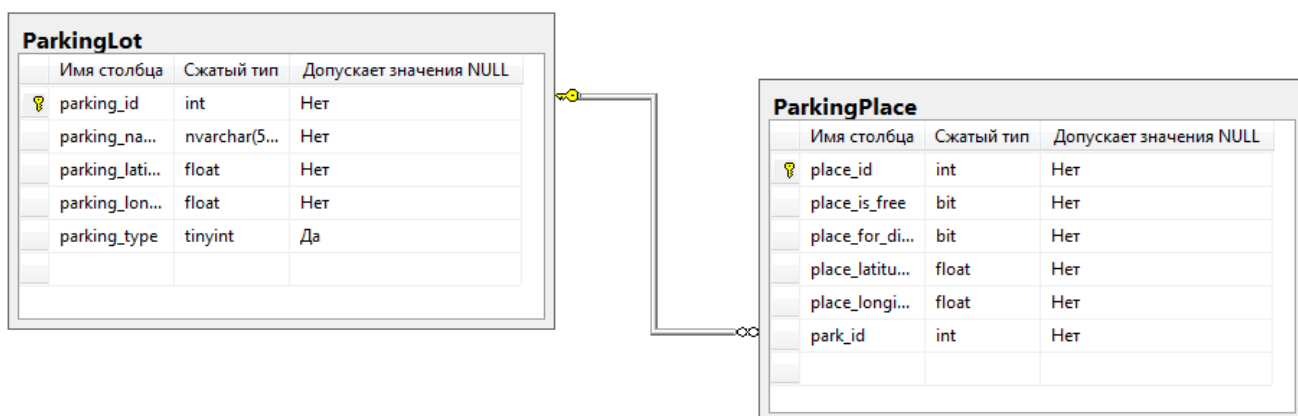 ParkingLot
Имя столбца Сжатый тип Допускает значения NULL
parking_id int Нет
parking_na... nvarchar(5... Нет
parking_lati... float Нет
parking_lon... float Нет
parking_type tinyint Да
ParkingPlace
Имя столбца Сжатый тип Допускает значения NULL
place_id int Нет
place_is_free bit Нет
place_for_di... bit Нет
place_latitu... float Нет
place_longi... float Нет
park_id int Нет